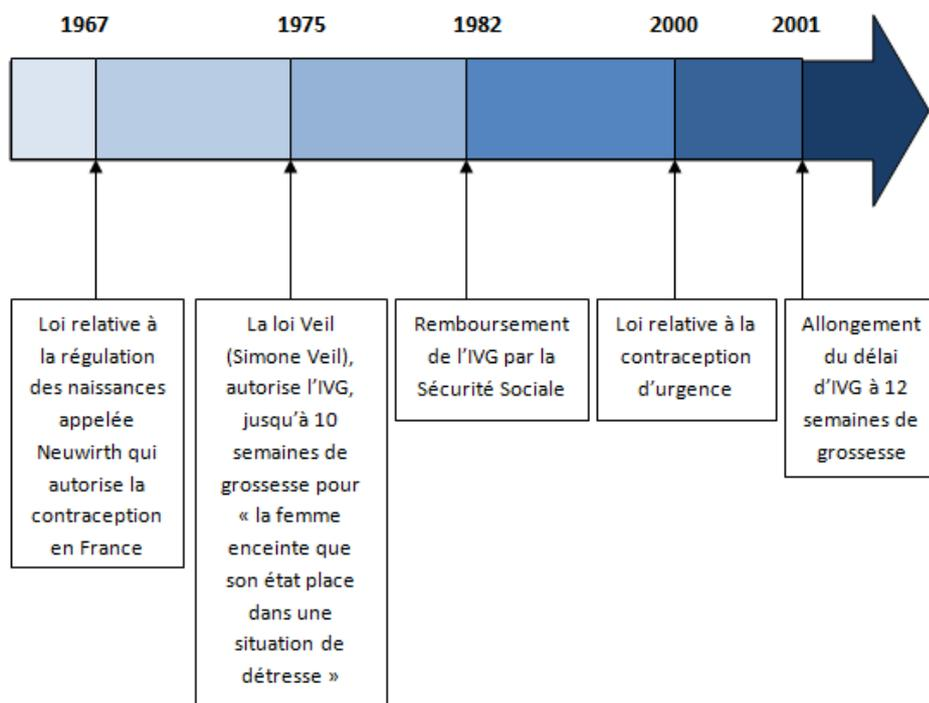 1967
1975
1982
2000
2001
Loi relative à
la régulation
des naissances
appelée
Neuwirth qui
autorise la
contraception
en France
La loi Veil
(Simone Veil),
autorise l'IVG,
jusqu'à 10
semaines de
grossesse pour
« la femme
enceinte que
son état place
dans une
situation de
détresse »
Remboursement
de l'IVG par la
Sécurité Sociale
Loi relative à la
contraception
d'urgence
Allongement
du délai
d'IVG à 12
semaines de
grossesse